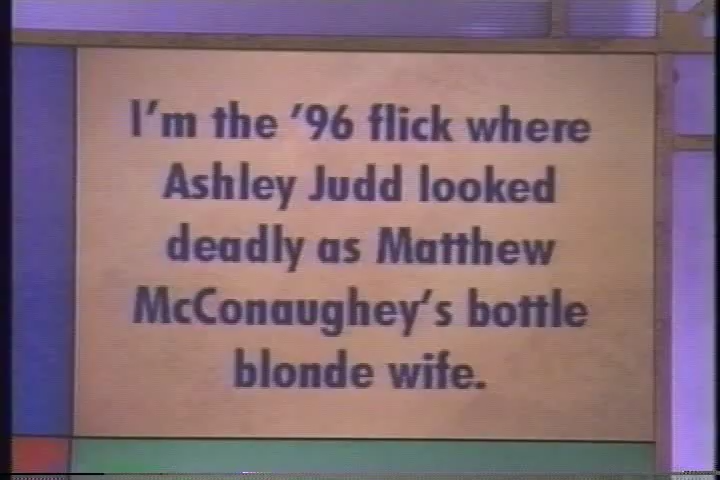 I'm the '96 flick where
Ashley Judd looked
deadly as Matthew
McConaughey's bottle
blonde wife.